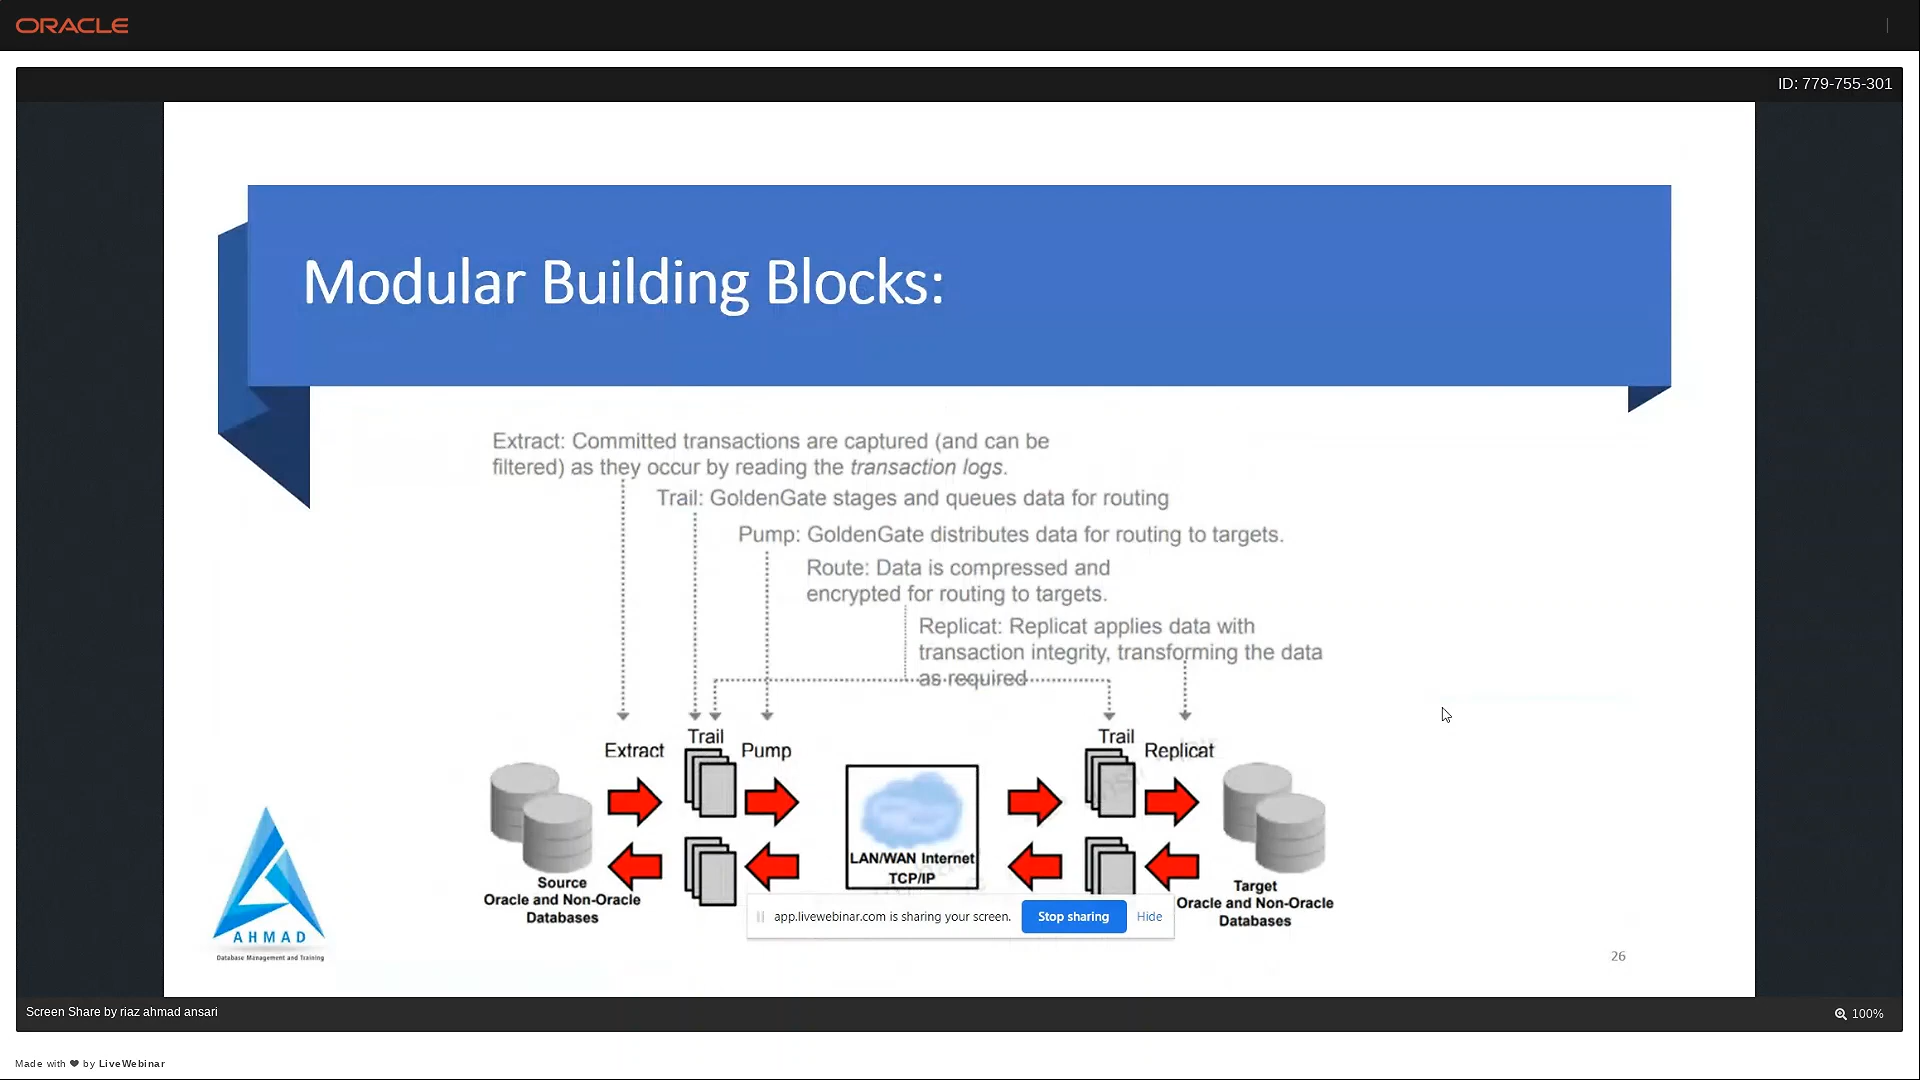 ORACLE
ID: 779-755-301
Modular Building Blocks:
Extract: Committed transactions are captured (and can be
filtered) as they occur by reading the transaction logs.
Trail: GoldenGate stages and queues data for routing
Pump: GoldenGate distributes data for routing to targets.
Route: Data is compressed and
encrypted for routing to targets.
Replicat: Replicat applies data with
transaction integrity, transforming the data
as required
Extract
Trail
Pump
Trail
Replicat
LAN/WAN Internet
TCP/IP
Source
Oracle and Non-Oracle
Databases
Target
Oracle and Non-Oracle
Databases
app.livewebinar.com is sharing your screen.
Stop sharing
Hide
AHMAD
Database Management and Training
26
Screen Share by riaz ahmad ansari
100%
Made with ❤ by LiveWebinar